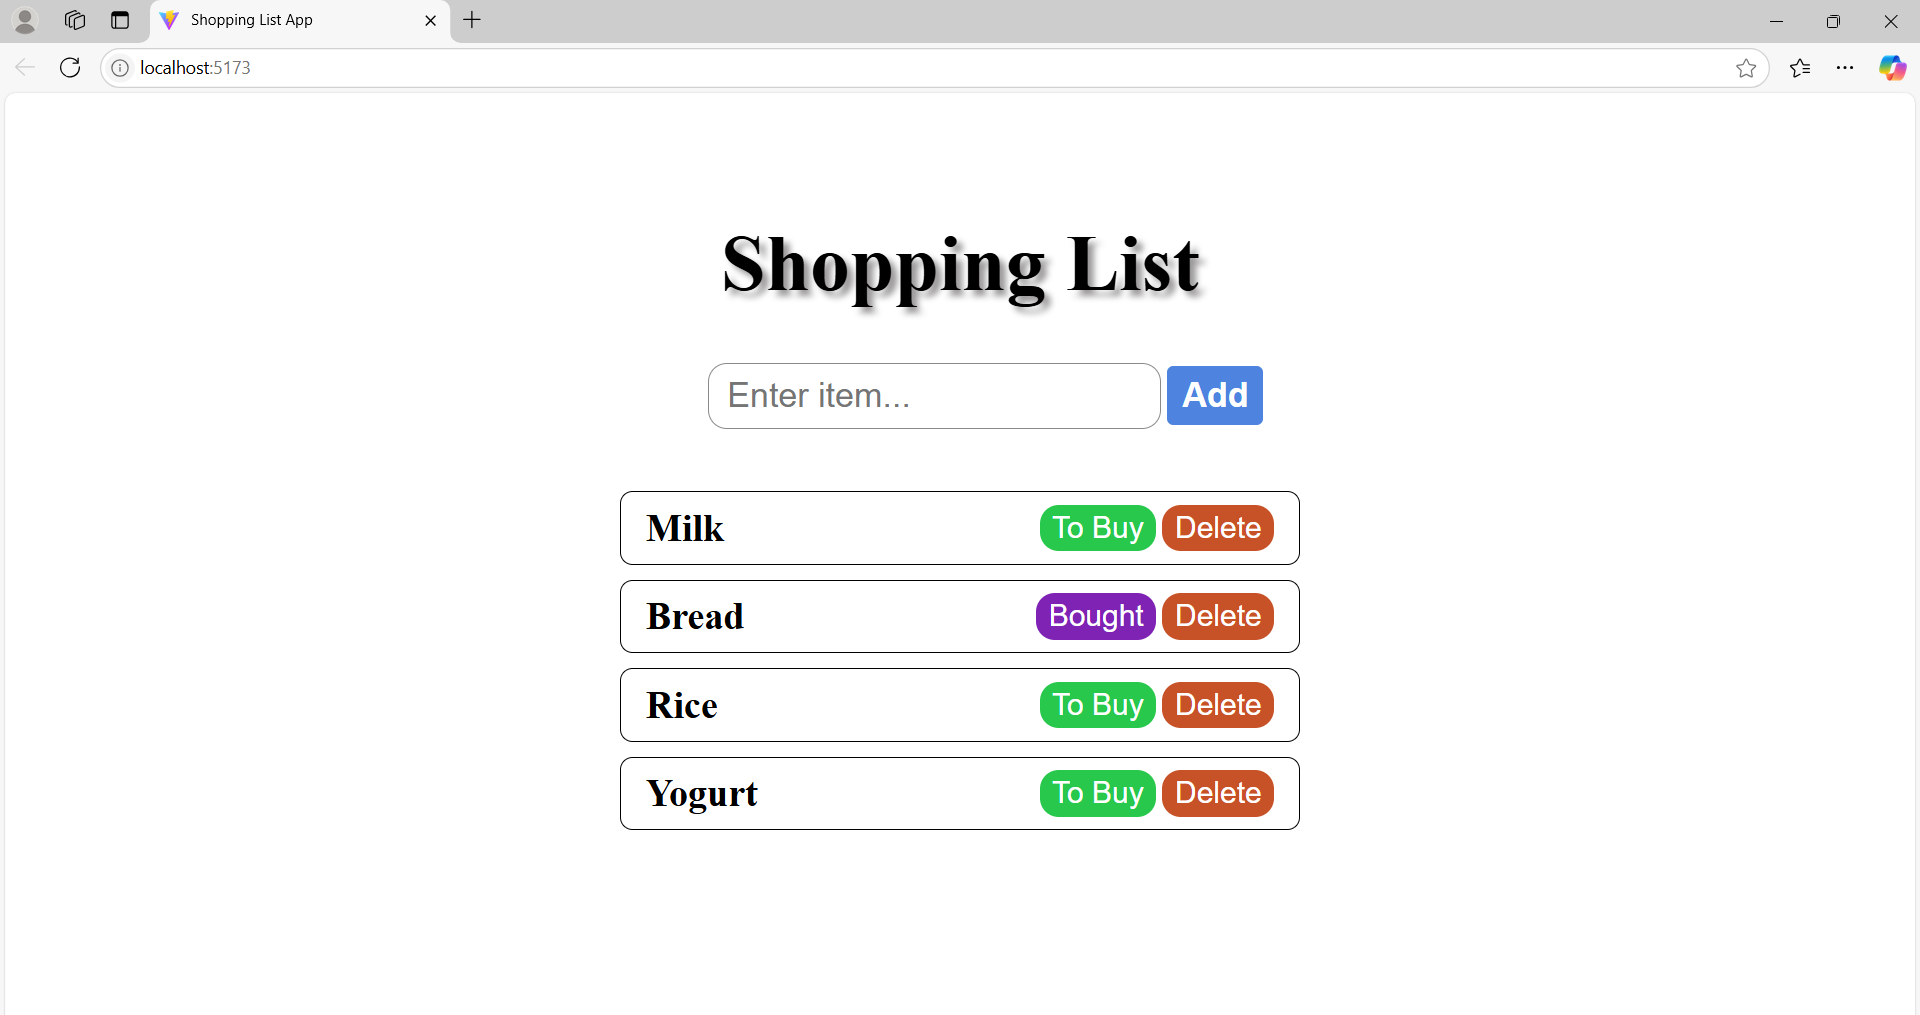 Shopping List App
localhost:5173
Shopping List
Enter item... Add
Milk To Buy Delete
Bread Bought Delete
Rice To Buy Delete
Yogurt To Buy Delete